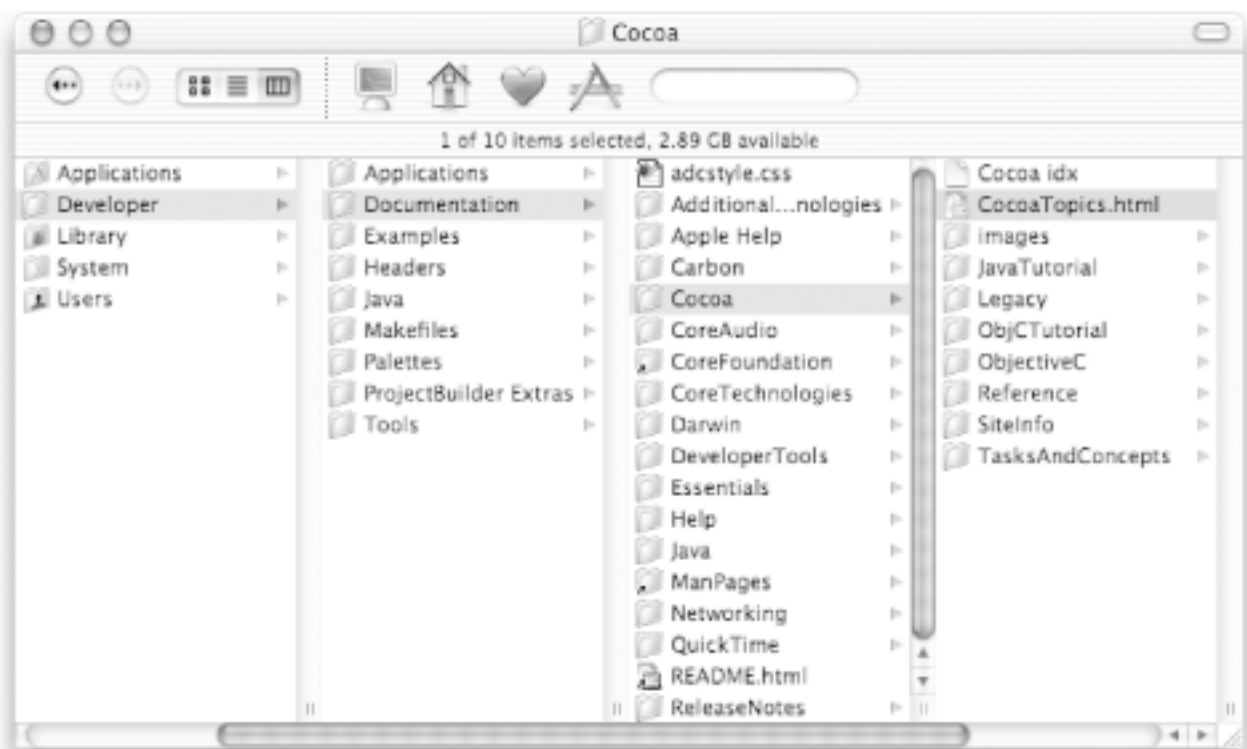 Cocoa
1 of 10 items selected, 2.89 GB available
Applications
Developer
Library
System
Users
Applications
Documentation
Examples
Headers
Java
Makefiles
Palettes
ProjectBuilder Extras
Tools
adcstyle.css
Additional...nologies
Apple Help
Carbon
Cocoa
CoreAudio
CoreFoundation
CoreTechnologies
Darwin
DeveloperTools
Essentials
Help
Java
ManPages
Networking
QuickTime
README.html
ReleaseNotes
Cocoa idx
CocoaTopics.html
images
JavaTutorial
Legacy
ObjCTutorial
ObjectiveC
Reference
SiteInfo
TasksAndConcepts